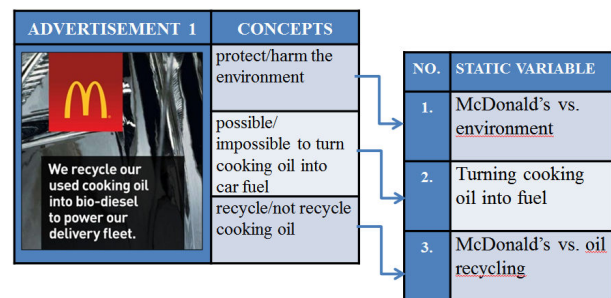 ADVERTISEMENT 1
CONCEPTS
We recycle our
used cooking oil
into bio-diesel
to power our
delivery fleet.
protect/harm the
environment
possible/
impossible to turn
cooking oil into
car fuel
recycle/not recycle
cooking oil
NO.
STATIC VARIABLE
1.
McDonald's vs.
environment
2.
Turning cooking
oil into fuel
3.
McDonald's vs. oil
recycling